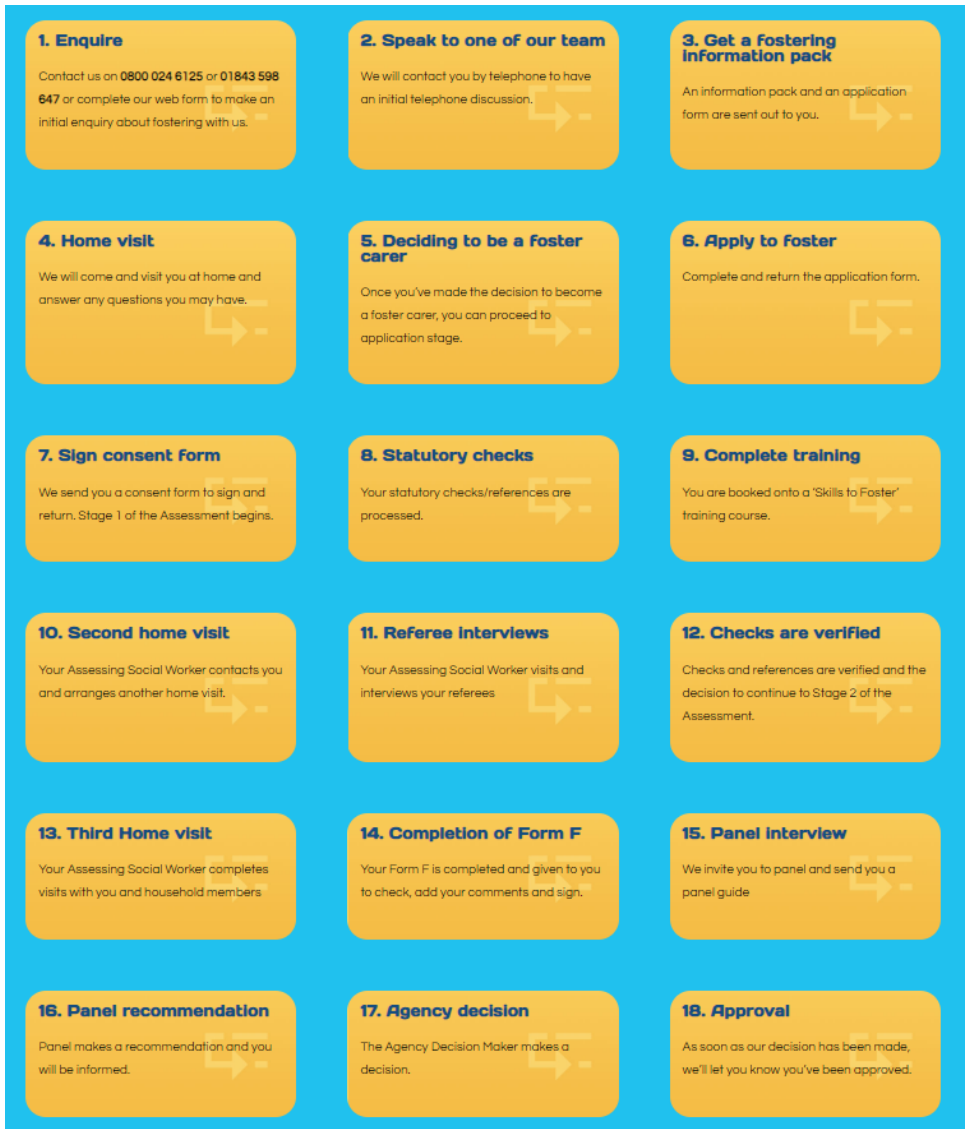 1. Enquire
Contact us on 0800 024 6125 or 01843 598
647 or complete our web form to make an
initial enquiry about fostering with us.
2. Speak to one of our team
We will contact you by telephone to have
an initial telephone discussion.
3. Get a fostering
information pack
An information pack and an application
form are sent out to you.
4. Home visit
We will come and visit you at home and
answer any questions you may have.
5. Deciding to be a foster
carer
Once you've made the decision to become
a foster carer, you can proceed to
application stage.
6. Apply to foster
Complete and return the application form.
7. Sign consent form
We send you a consent form to sign and
return. Stage 1 of the Assessment begins.
8. Statutory checks
Your statutory checks/references are
processed.
9. Complete training
You are booked onto a 'Skills to Foster'
training course.
10. Second home visit
Your Assessing Social Worker contacts you
and arranges another home visit.
11. Referee interviews
Your Assessing Social Worker visits and
interviews your referees
12. Checks are verified
Checks and references are verified and the
decision to continue to Stage 2 of the
Assessment.
13. Third Home visit
Your Assessing Social Worker completes
visits with you and household members
14. Completion of Form F
Your Form F is completed and given to you
to check, add your comments and sign.
15. Panel interview
We invite you to panel and send you a
panel guide
16. Panel recommendation
Panel makes a recommendation and you
will be informed.
17. Agency decision
The Agency Decision Maker makes a
decision.
18. Approval
As soon as our decision has been made,
we'll let you know you've been approved.